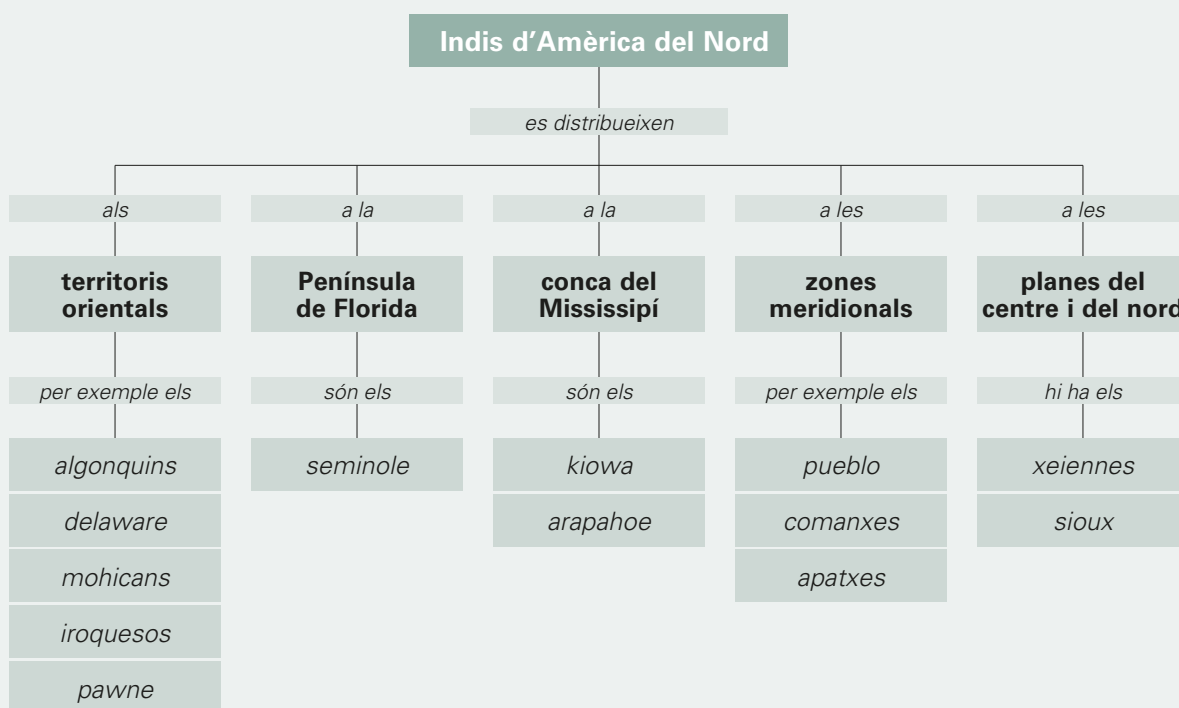 Indis d'Amèrica del Nord
es distribueixen
als
territoris
orientals
per exemple els
algonquins
delaware
mohicans
iroquesos
pawne
a la
Península
de Florida
són els
seminole
a la
conca del
Mississipí
són els
kiowa
arapahoe
a les
zones
meridionals
per exemple els
pueblo
comanxes
apatxes
a les
planes del
centre i del nord
hi ha els
xeiennes
sioux